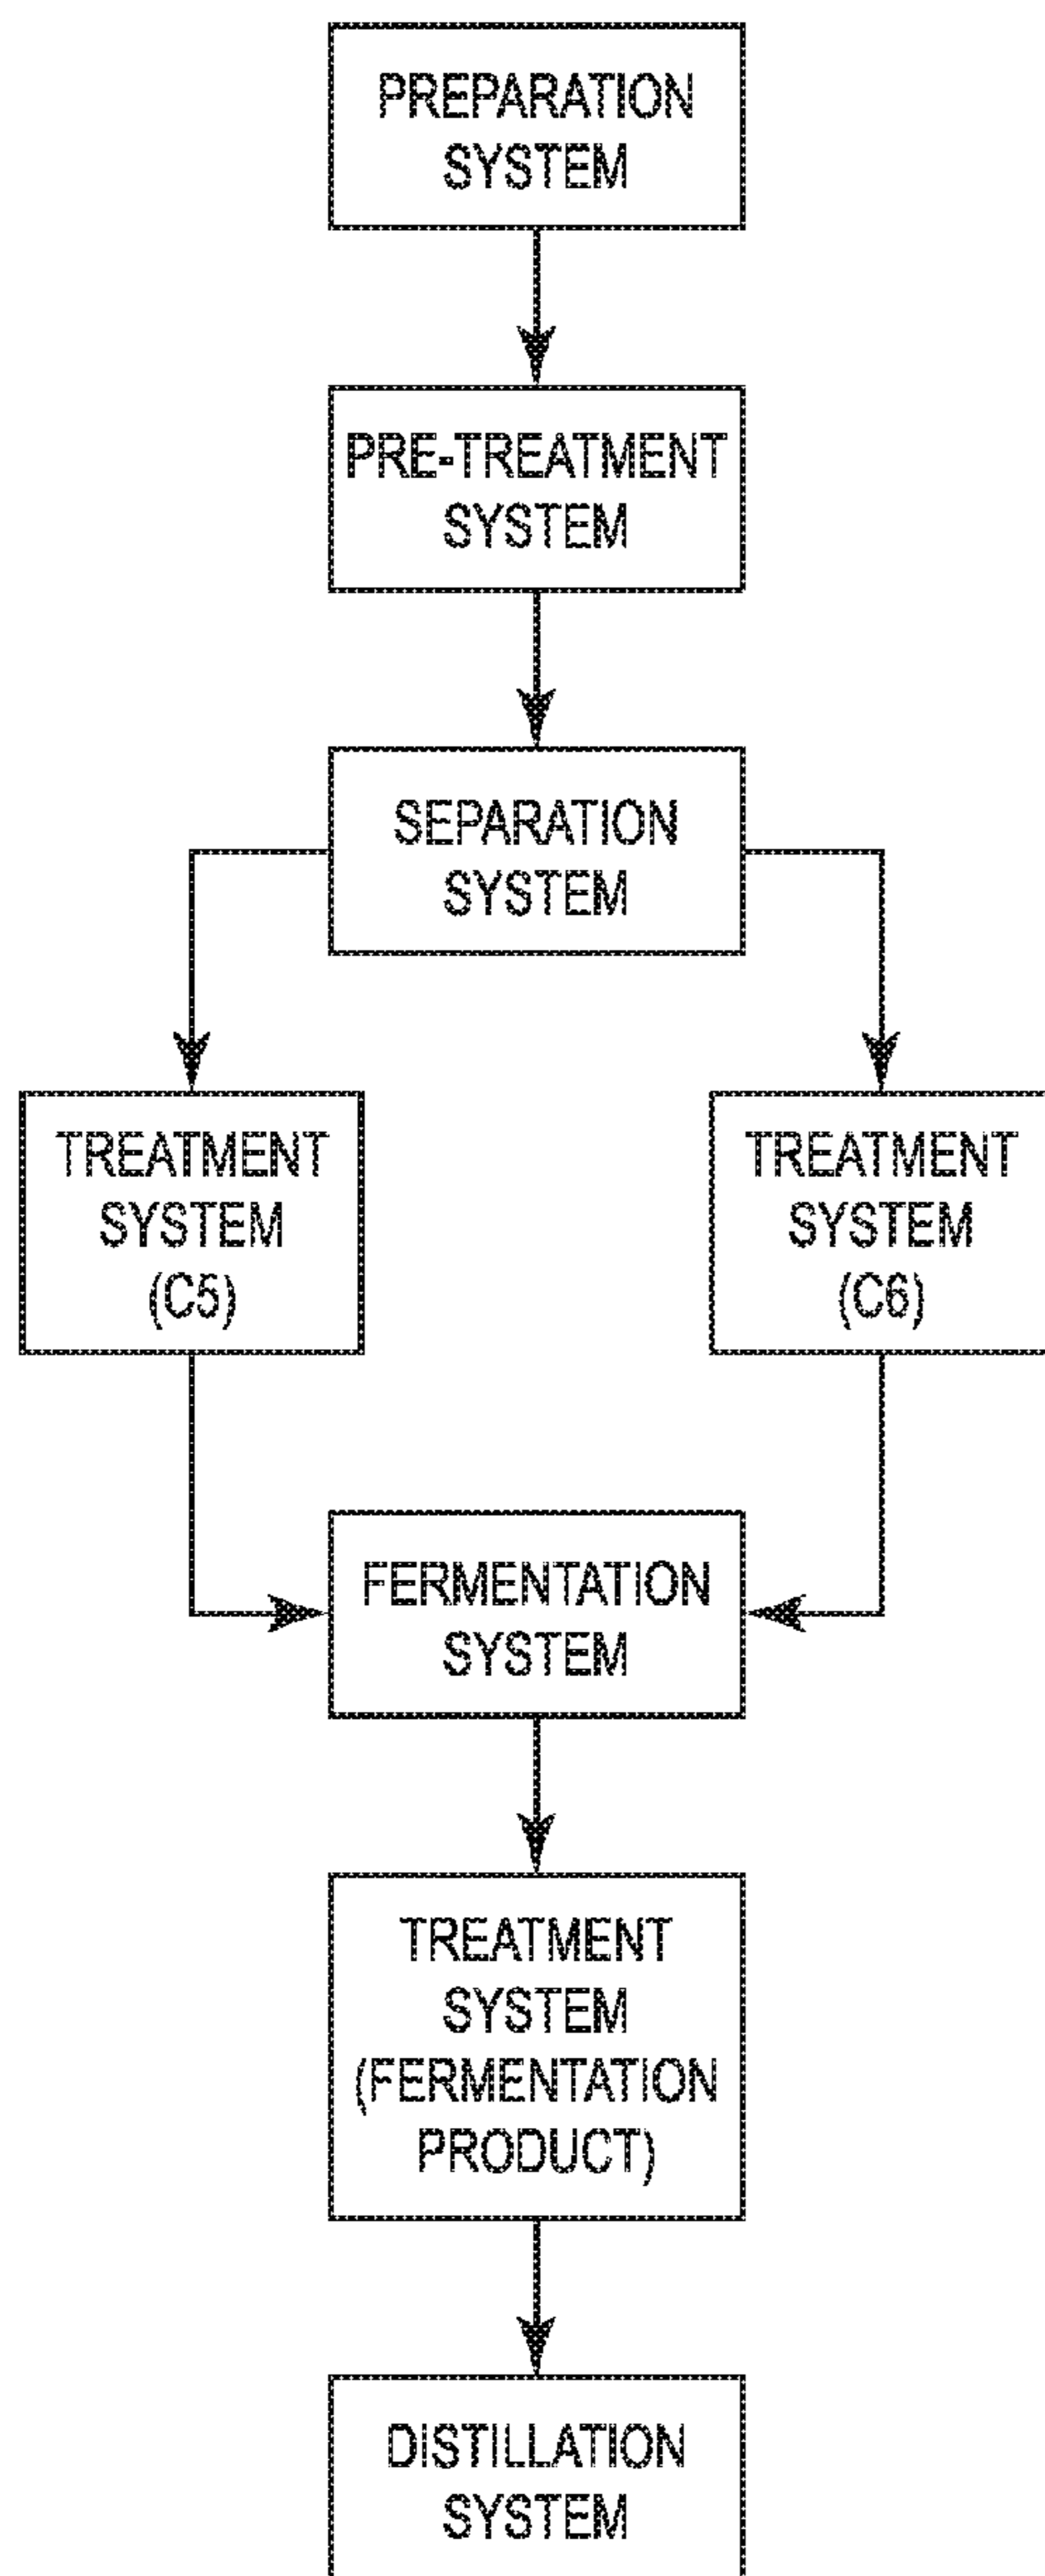 PREPARATION
SYSTEM
PRE-TREATMENT
SYSTEM
SEPARATION
SYSTEM
TREATMENT
SYSTEM
(C5)
TREATMENT
SYSTEM
(C6)
FERMENTATION
SYSTEM
TREATMENT
SYSTEM
(FERMENTATION
PRODUCT)
DISTILLATION
SYSTEM